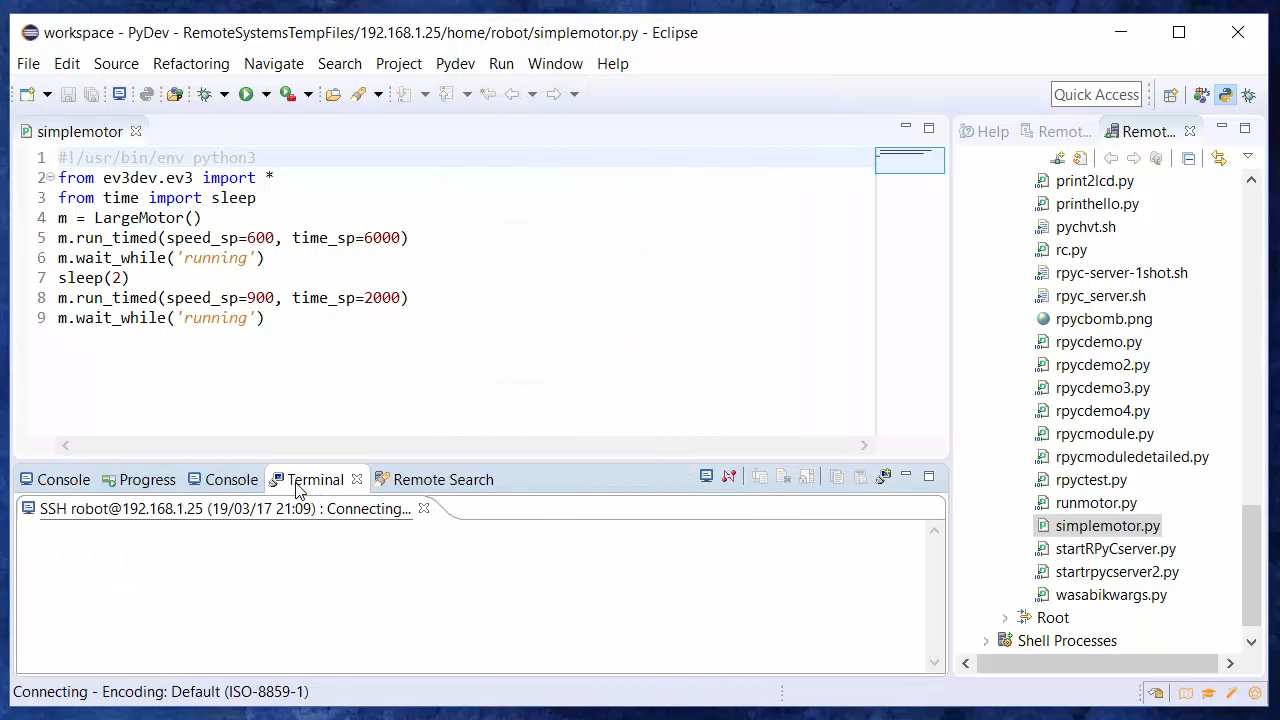 workspace - PyDev - RemoteSystemsTempFiles/192.168.1.25/home/robot/simplemotor.py - Eclipse
File Edit Source Refactoring Navigate Search Project Pydev Run Window Help
Quick Access
simplemotor
1 #!/usr/bin/env python3
2 from ev3dev.ev3 import *
3 from time import sleep
4 m = LargeMotor()
5 m.run_timed(speed_sp=600, time_sp=6000)
6 m.wait_while('running')
7 sleep(2)
8 m.run_timed(speed_sp=900, time_sp=2000)
9 m.wait_while('running')
Help Remot... Remot...
print2lcd.py
printhello.py
pychvt.sh
rc.py
rpyc-server-1shot.sh
rpyc_server.sh
rpycbomb.png
rpycdemo.py
rpycdemo2.py
rpycdemo3.py
rpycdemo4.py
rpycmodule.py
rpycmoduledetailed.py
rpyctest.py
runmotor.py
simplemotor.py
startRPyCserver.py
startrpycserver2.py
wasabikwargs.py
Root
Shell Processes
Console Progress Console Terminal Remote Search
SSH robot@192.168.1.25 (19/03/17 21:09) : Connecting...
Connecting - Encoding: Default (ISO-8859-1)